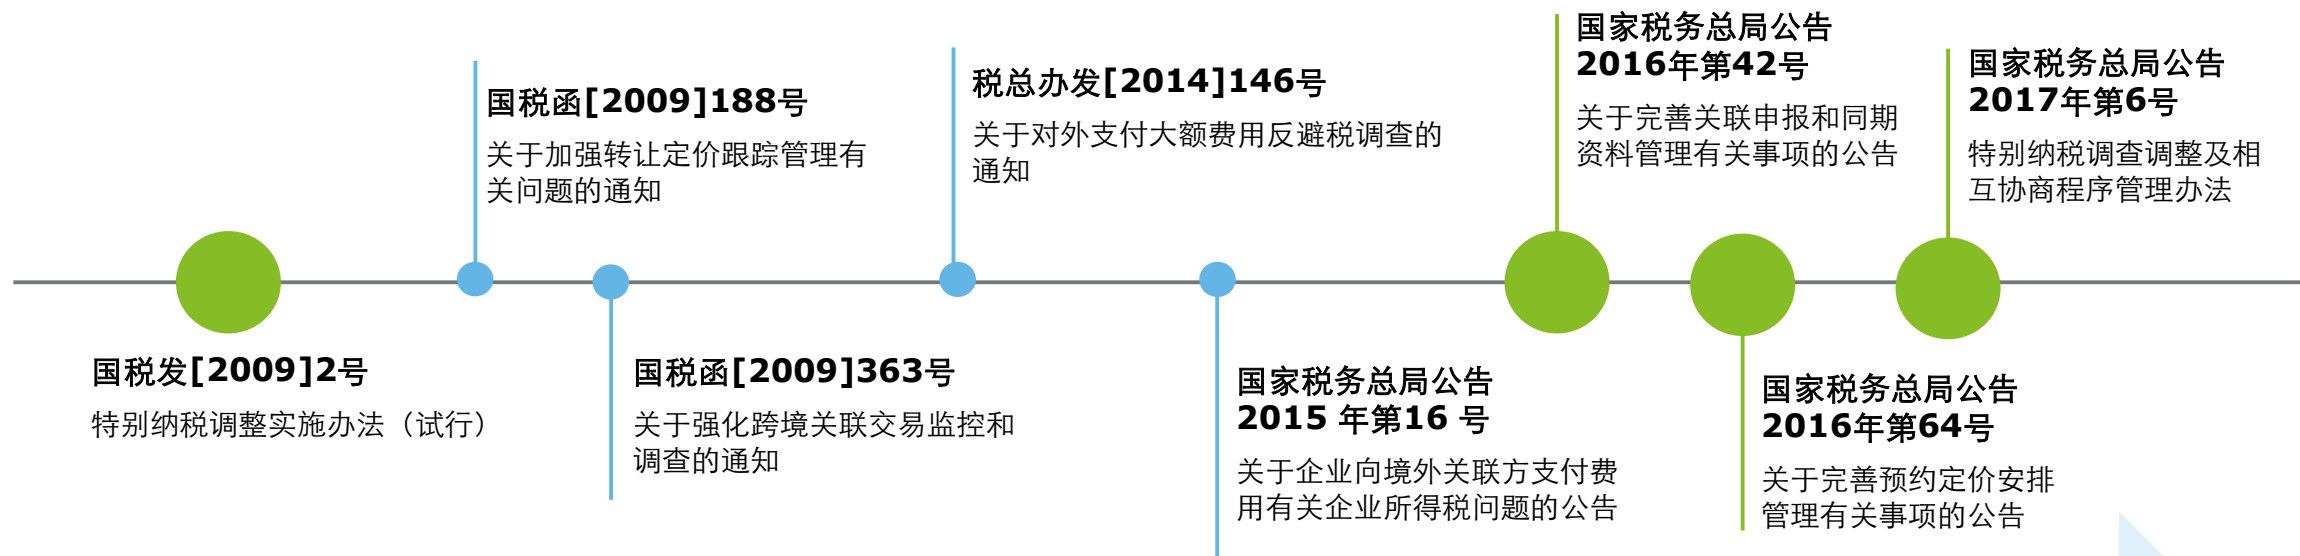 国税发[2009]2号
特别纳税调整实施办法（试行）
国税函[2009]188号
关于加强转让定价跟踪管理有
关问题的通知
国税函[2009]363号
关于强化跨境关联交易监控和
调查的通知
税总办发[2014]146号
关于对外支付大额费用反避税调查的
通知
国家税务总局公告
2015 年第16 号
关于企业向境外关联方支付费
用有关企业所得税问题的公告
国家税务总局公告
2016年第42号
关于完善关联申报和同期
资料管理有关事项的公告
国家税务总局公告
2016年第64号
关于完善预约定价安排
管理有关事项的公告
国家税务总局公告
2017年第6号
特别纳税调查调整及相
互协商程序管理办法